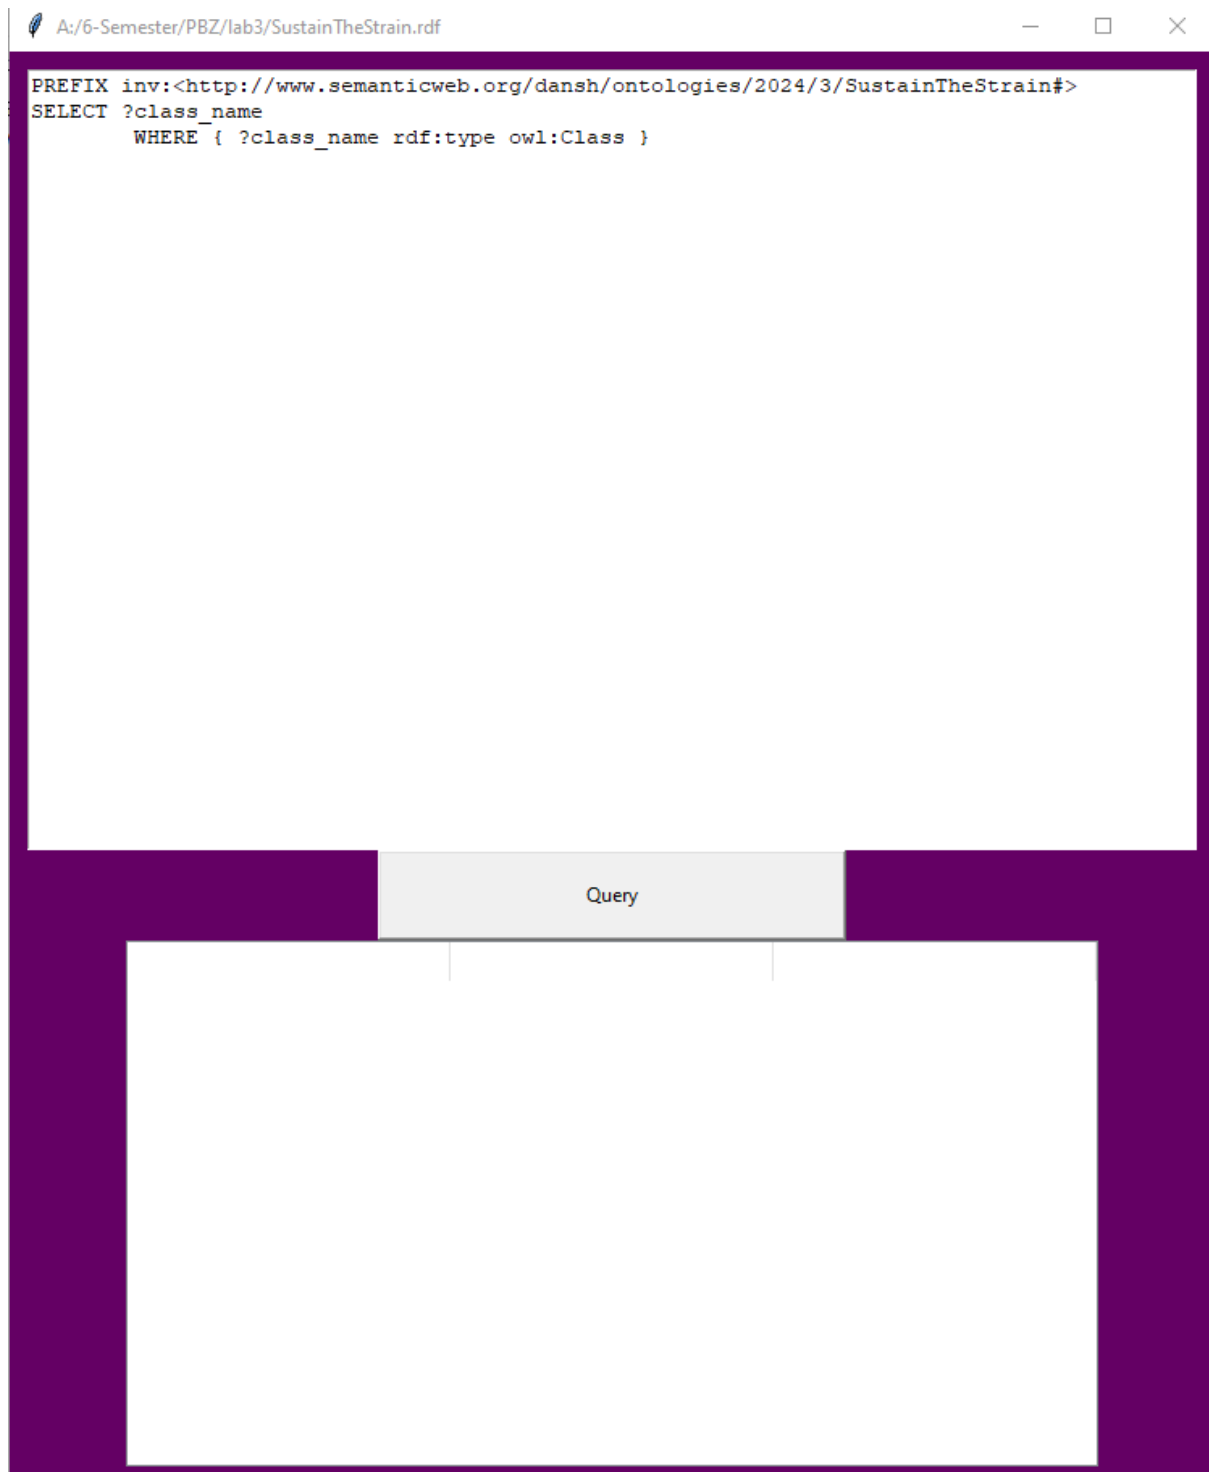 A:/6-Semester/PBZ/lab3/SustainTheStrain.rdf
PREFIX inv:<http://www.semanticweb.org/dansh/ontologies/2024/3/SustainTheStrain#>
SELECT ?class_name
WHERE { ?class_name rdf:type owl:Class }
Query